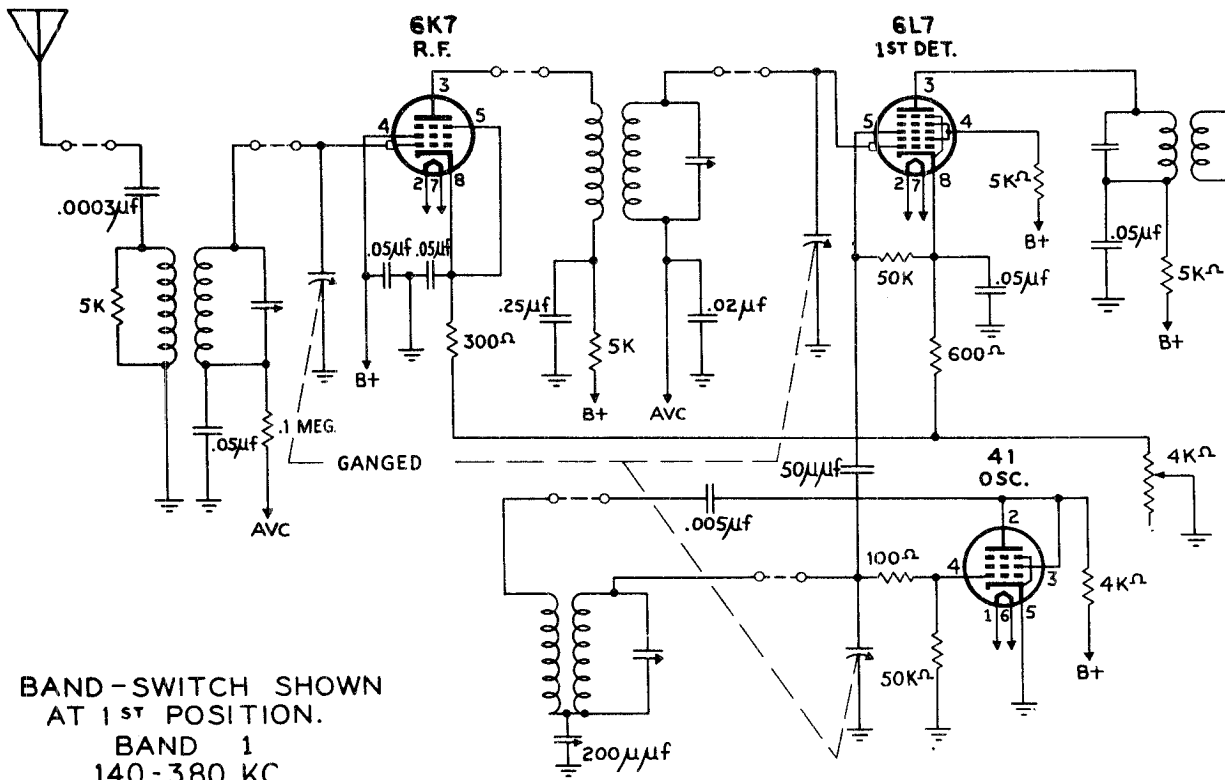 6K7
R.F.
6L7
1ST DET.
3
5
4
2 7 8
3
5
4
2 7 8
.0003µf
5K
.05µf
.1 MEG.
AVC
.05µf .05µf
B+
300Ω
.25µf
5K
B+
.02µf
AVC
50K
.05µf
600Ω
5KΩ
B+
.05µf
5KΩ
B+
GANGED
50µµf
41
OSC.
4KΩ
.005µf
2
100Ω
4
3
1 6 5
4KΩ
B+
50KΩ
200µµf
BAND-SWITCH SHOWN
AT 1ST POSITION.
BAND 1
140-380 KC